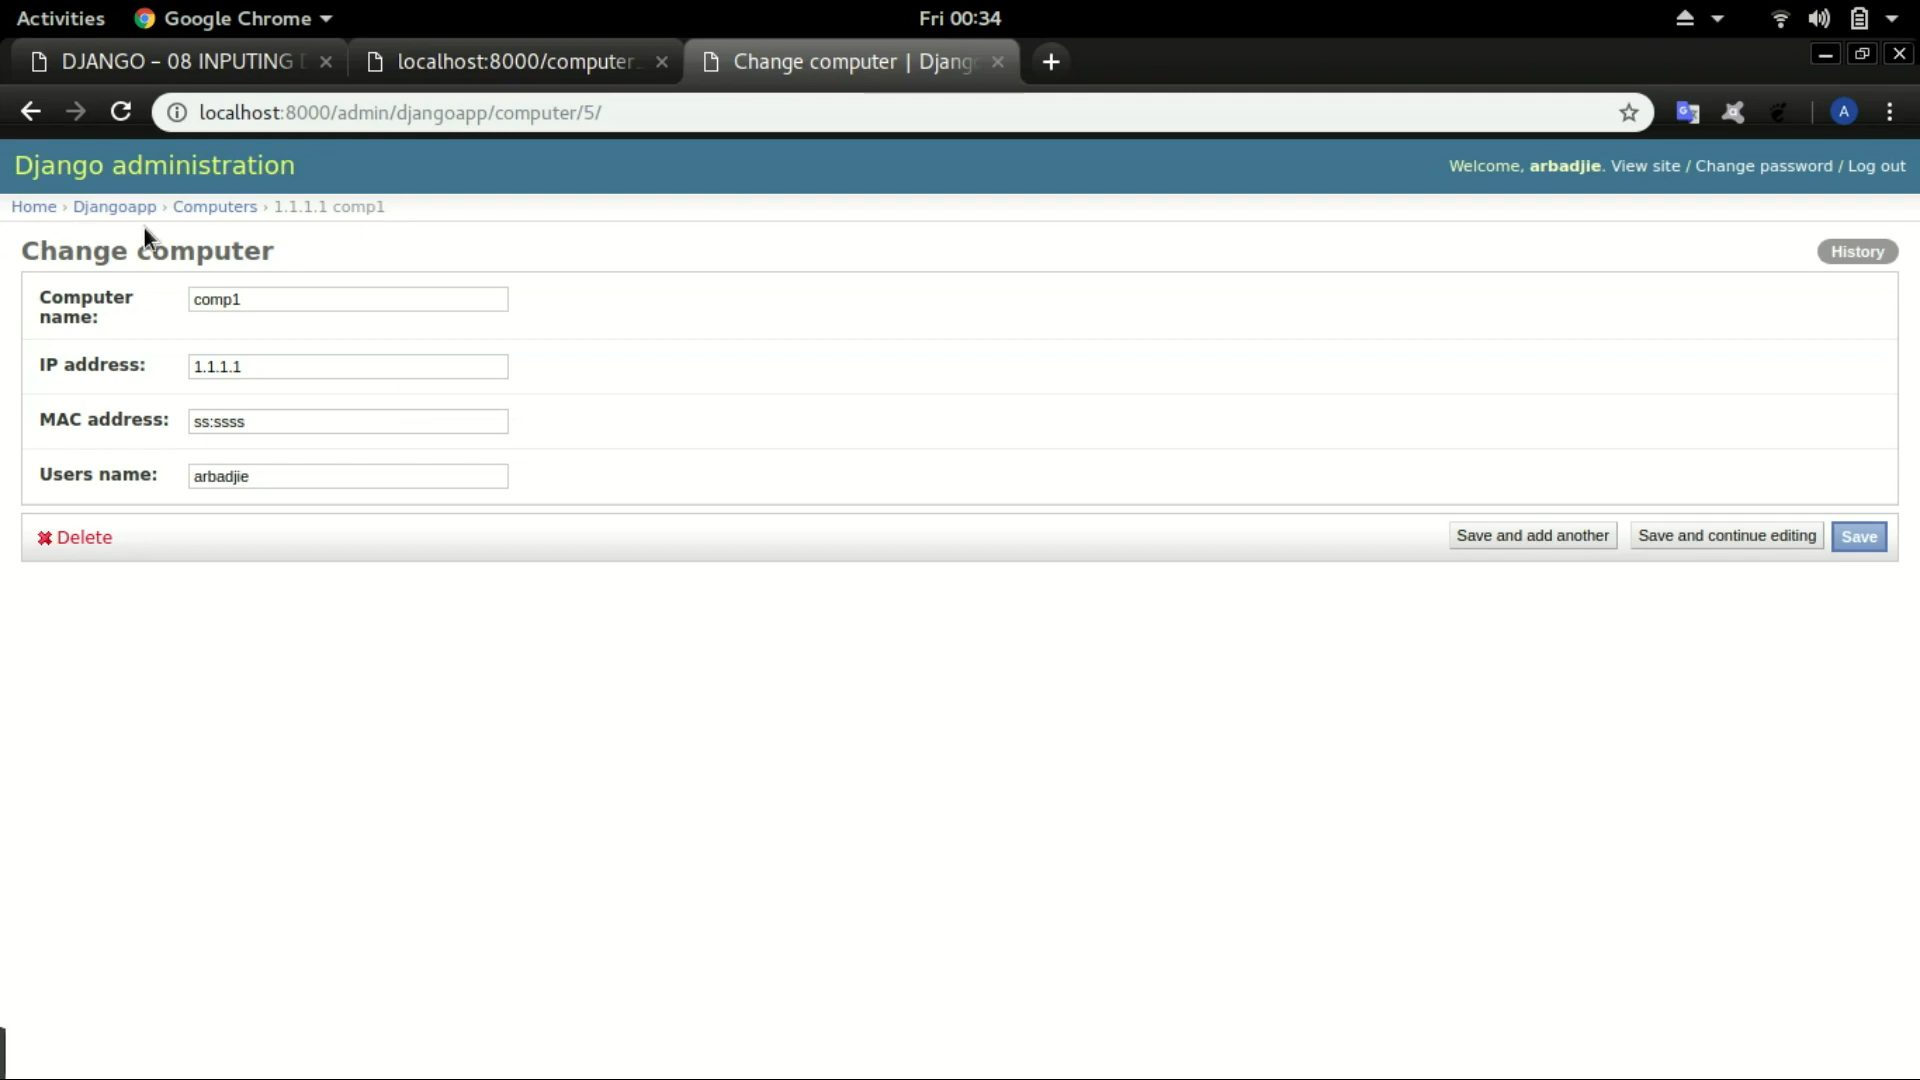 Activities Google Chrome Fri 00:34
DJANGO – 08 INPUTING localhost:8000/computer Change computer | Djang
localhost:8000/admin/djangoapp/computer/5/ A
Django administration Welcome, arbadjie. View site / Change password / Log out
Home › Djangoapp › Computers › 1.1.1.1 comp1
Change computer History
Computer name: comp1
IP address: 1.1.1.1
MAC address: ss:ssss
Users name: arbadjie
Delete Save and add another Save and continue editing Save